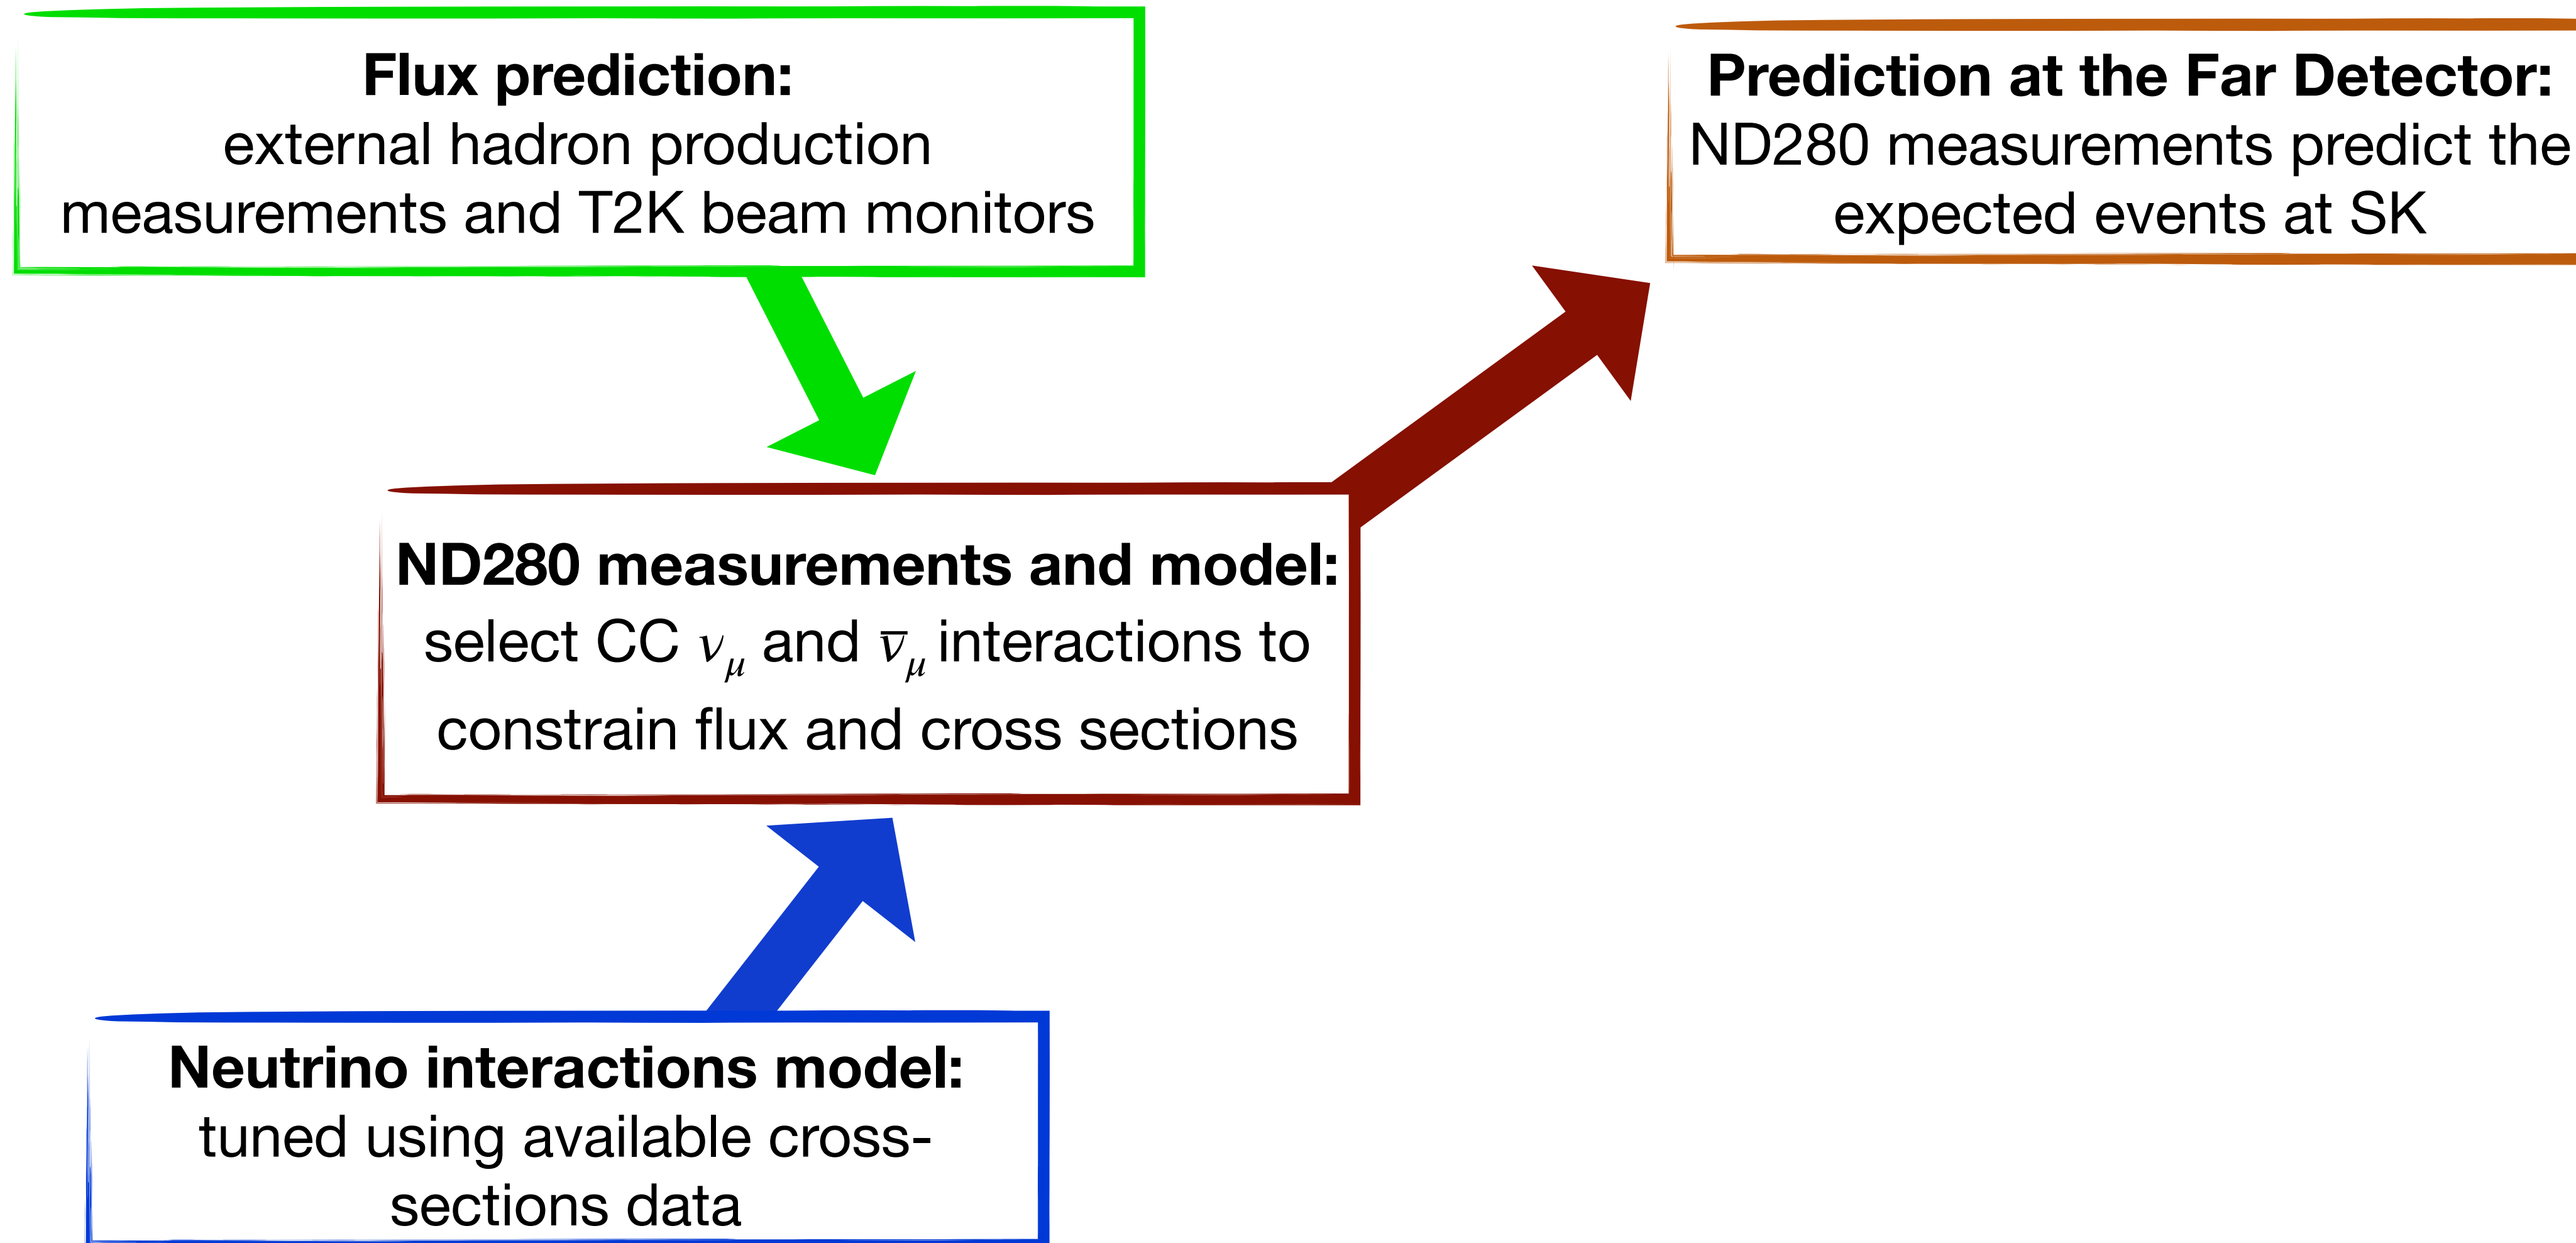 Flux prediction:
external hadron production
measurements and T2K beam monitors
Prediction at the Far Detector:
ND280 measurements predict the
expected events at SK
ND280 measurements and model:
select CC ν_μ and ν̅_μ interactions to
constrain flux and cross sections
Neutrino interactions model:
tuned using available cross-
sections data